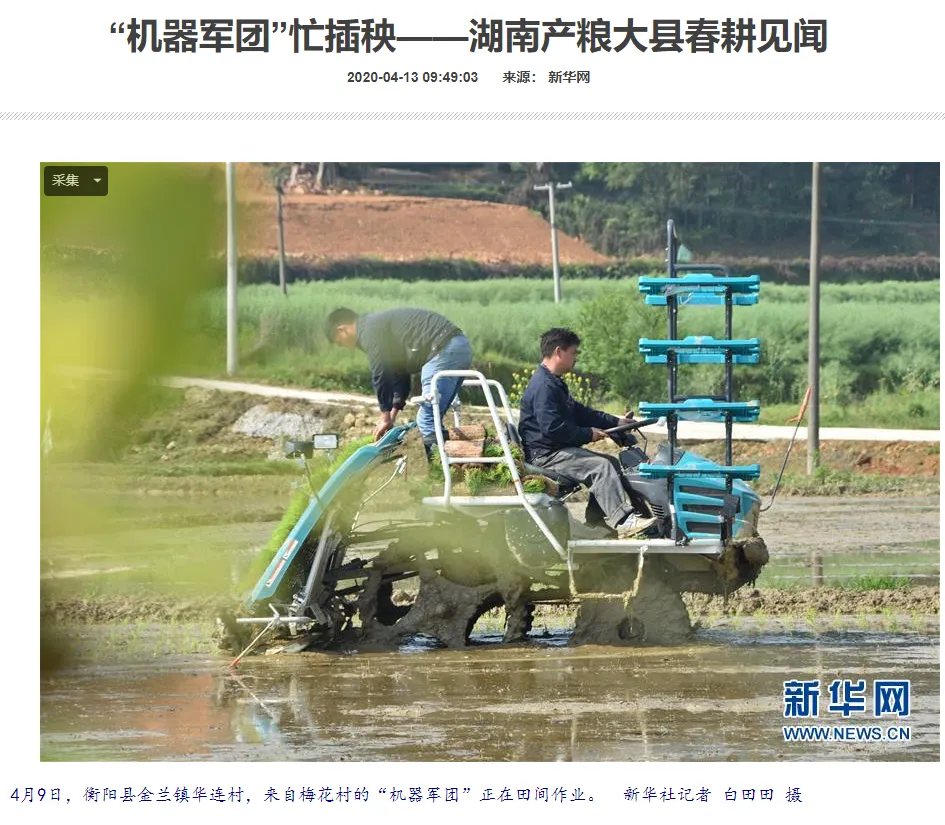 “机器军团”忙插秧——湖南产粮大县春耕见闻
2020-04-13 09:49:03 来源： 新华网
采集
新华网
WWW.NEWS.CN
4月9日，衡阳县金兰镇华连村，来自梅花村的“机器军团”正在田间作业。 新华社记者 白田田 摄